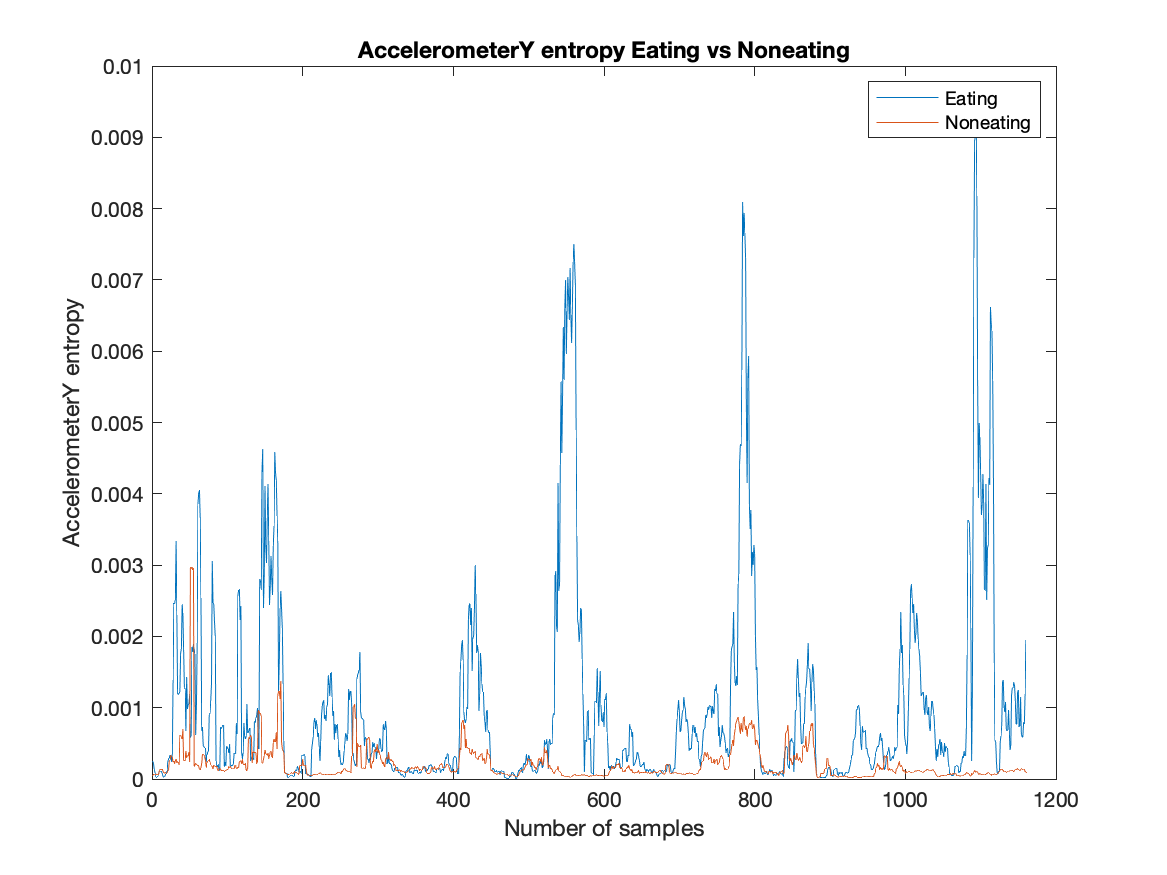 AccelerometerY entropy Eating vs Noneating
0.01
0.009
0.008
0.007
0.006
0.005
0.004
0.003
0.002
0.001
0
AccelerometerY entropy
Eating
Noneating
0 200 400 600 800 1000 1200
Number of samples